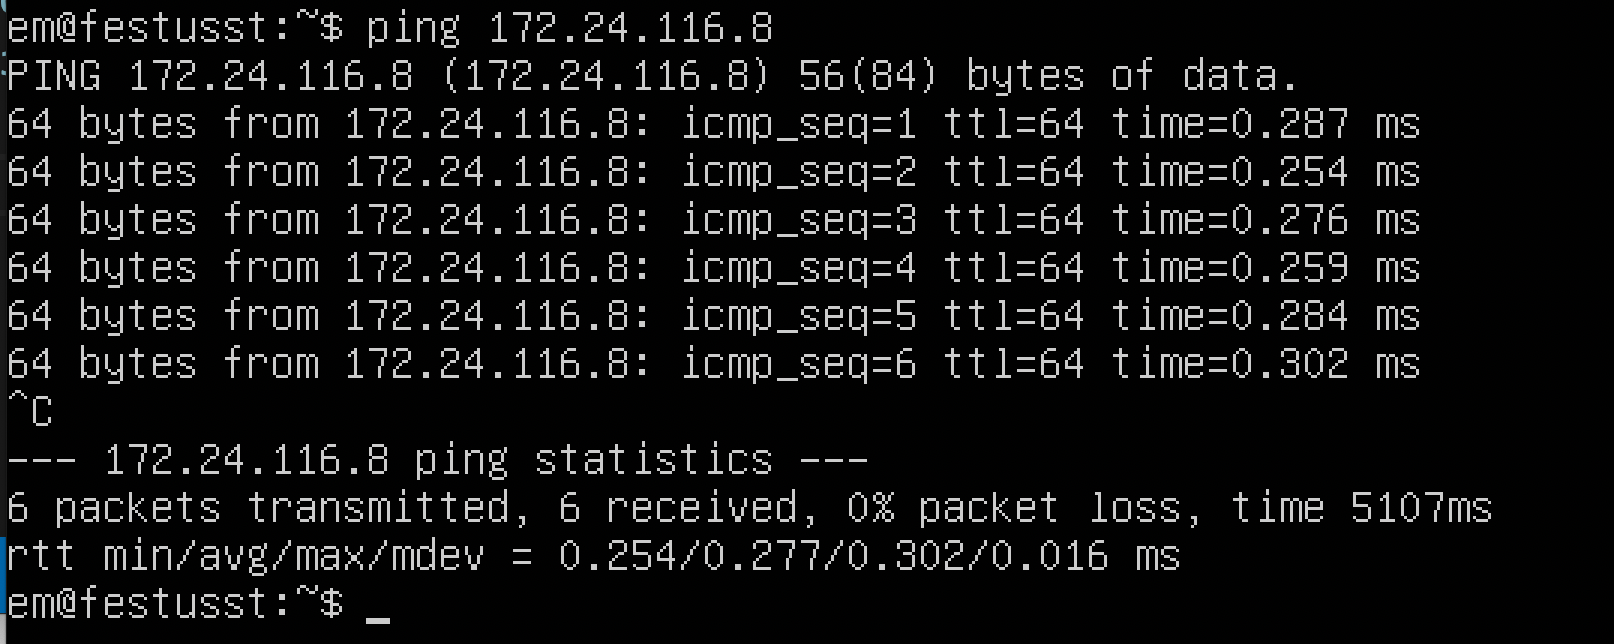 em@festusst:~$ ping 172.24.116.8
PING 172.24.116.8 (172.24.116.8) 56(84) bytes of data.
64 bytes from 172.24.116.8: icmp_seq=1 ttl=64 time=0.287 ms
64 bytes from 172.24.116.8: icmp_seq=2 ttl=64 time=0.254 ms
64 bytes from 172.24.116.8: icmp_seq=3 ttl=64 time=0.276 ms
64 bytes from 172.24.116.8: icmp_seq=4 ttl=64 time=0.259 ms
64 bytes from 172.24.116.8: icmp_seq=5 ttl=64 time=0.284 ms
64 bytes from 172.24.116.8: icmp_seq=6 ttl=64 time=0.302 ms
^C
--- 172.24.116.8 ping statistics ---
6 packets transmitted, 6 received, 0% packet loss, time 5107ms
rtt min/avg/max/mdev = 0.254/0.277/0.302/0.016 ms
em@festusst:~$ _